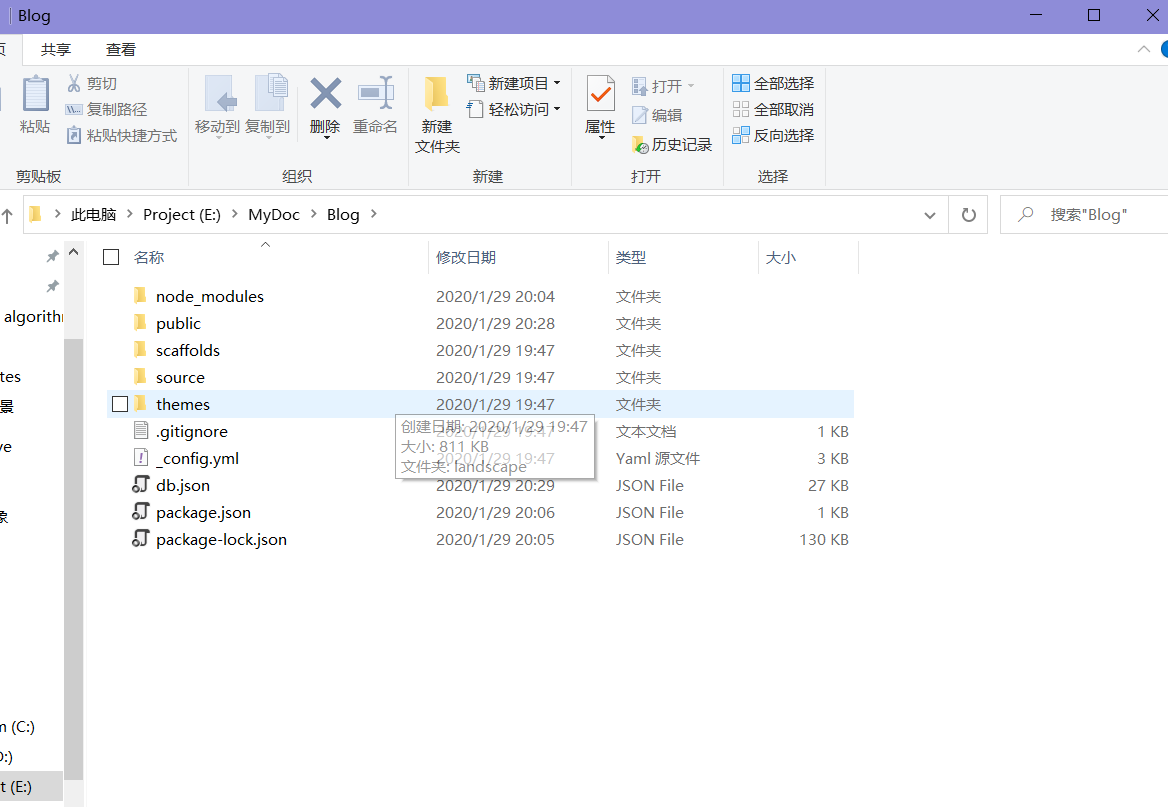 Blog
共享 查看
粘贴
剪切
复制路径
粘贴快捷方式
剪贴板
移动到 复制到 删除 重命名
组织
新建
文件夹
新建项目
轻松访问
新建
属性
打开
编辑
历史记录
打开
全部选择
全部取消
反向选择
选择
此电脑 Project (E:) MyDoc Blog
搜索"Blog"
名称 修改日期 类型 大小
node_modules 2020/1/29 20:04 文件夹
public 2020/1/29 20:28 文件夹
scaffolds 2020/1/29 19:47 文件夹
source 2020/1/29 19:47 文件夹
themes 2020/1/29 19:47 文件夹
.gitignore 2020/1/29 19:47 文本文档 1 KB
_config.yml 2020/1/29 19:47 Yaml 源文件 3 KB
db.json 2020/1/29 20:29 JSON File 27 KB
package.json 2020/1/29 20:06 JSON File 1 KB
package-lock.json 2020/1/29 20:05 JSON File 130 KB
创建日期: 2020/1/29 19:47
大小: 811 KB
文件夹: landscape
algorith
tes
景
ve
象
m (C:)
D:)
t (E:)